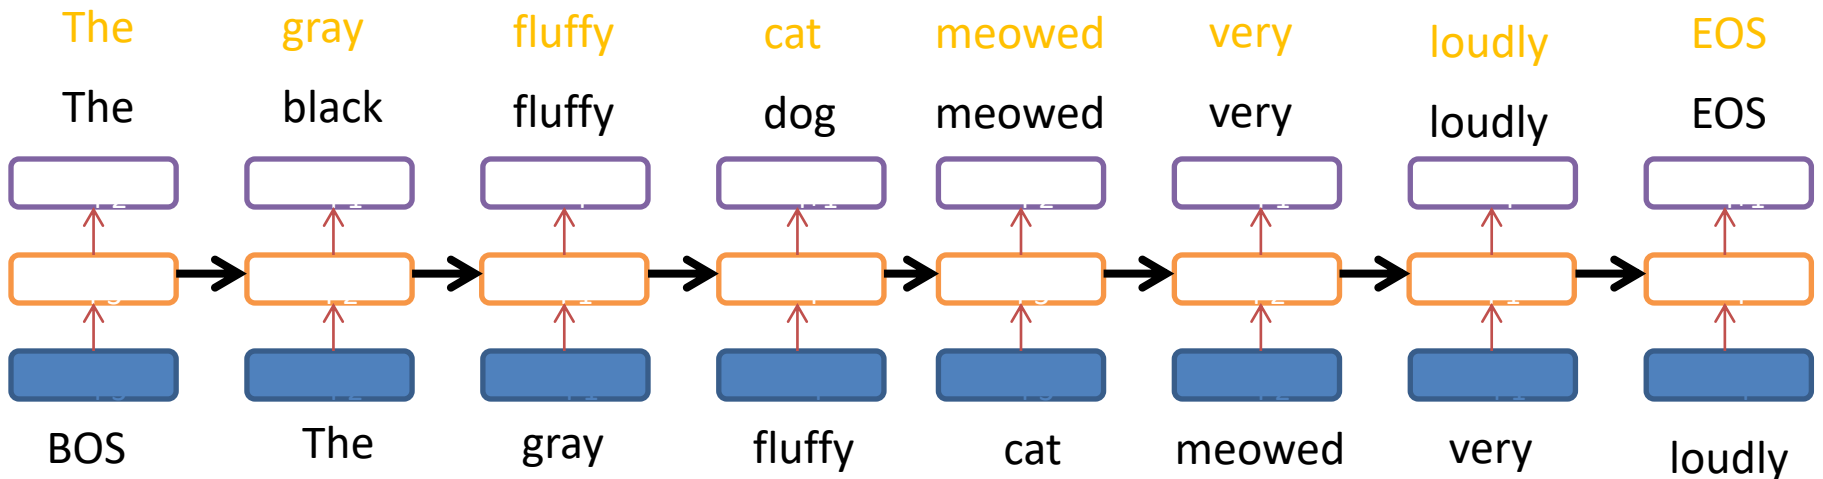 The gray fluffy cat meowed very loudly EOS
The black fluffy dog meowed very loudly EOS
BOS The gray fluffy cat meowed very loudly